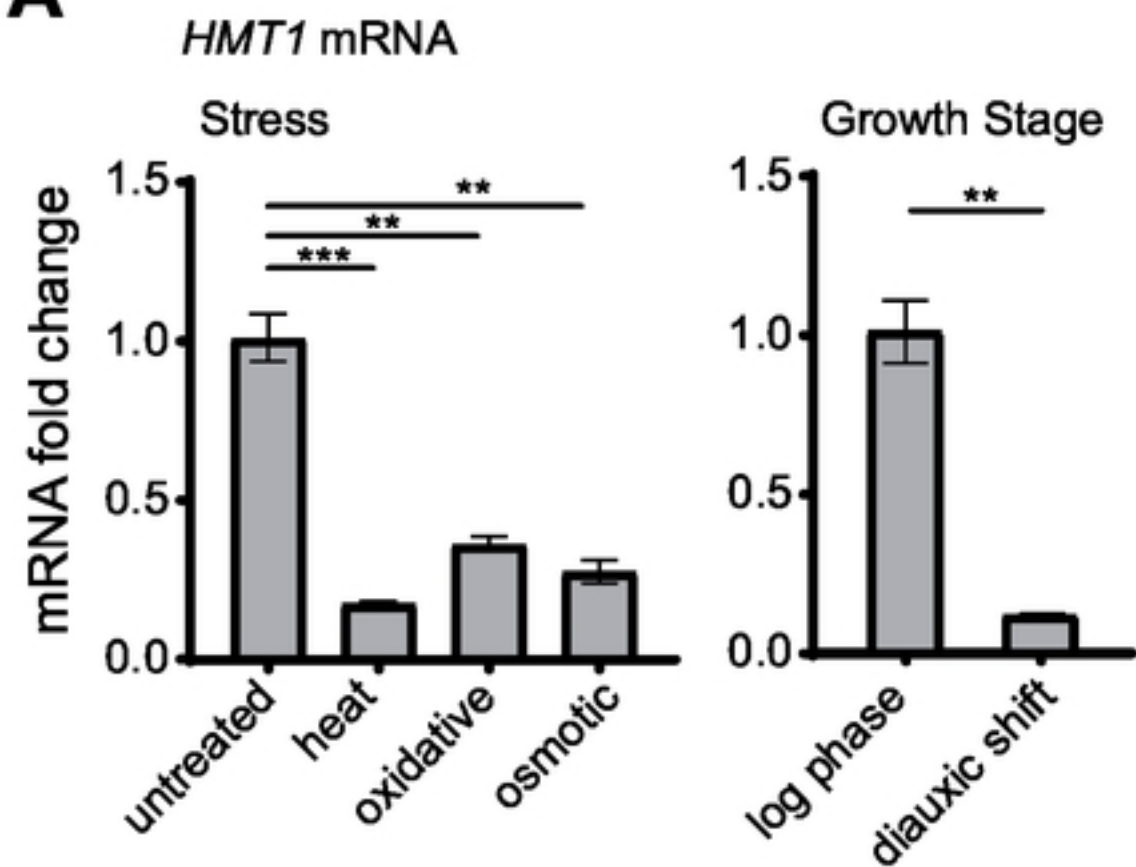 A
HMT1 mRNA
Stress
Growth Stage
mRNA fold change
1.5
1.0
0.5
0.0
**
**
***
untreated
heat
oxidative
osmotic
1.5
1.0
0.5
0.0
**
log phase
diauxic shift